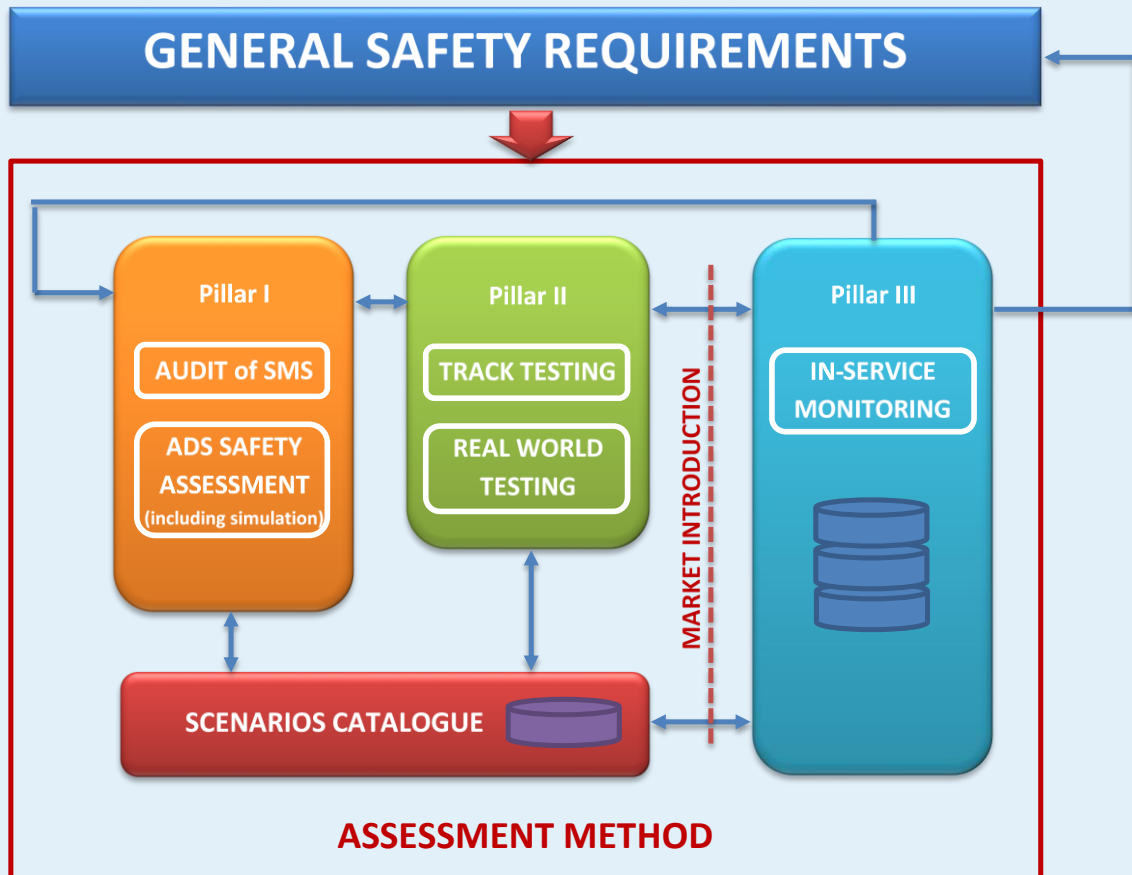 GENERAL SAFETY REQUIREMENTS
Pillar I
AUDIT of SMS
ADS SAFETY
ASSESSMENT
(including simulation)
Pillar II
TRACK TESTING
REAL WORLD
TESTING
MARKET INTRODUCTION
Pillar III
IN-SERVICE
MONITORING
SCENARIOS CATALOGUE
ASSESSMENT METHOD